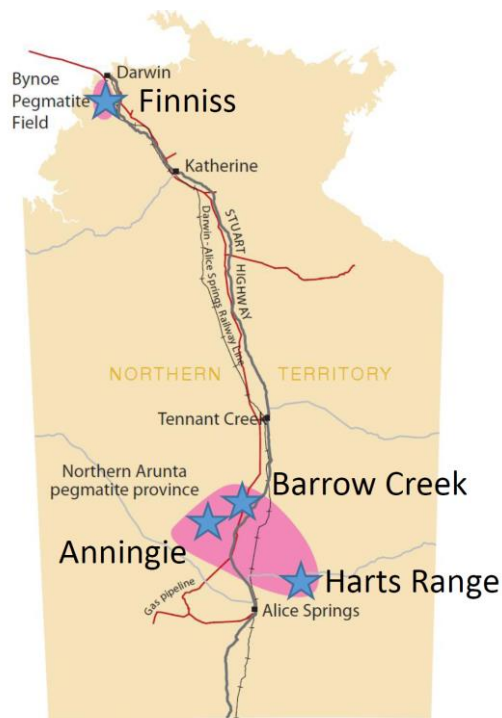 Darwin
Bynoe
Pegmatite
Field
Finniss
Katherine
STUART HIGHWAY
Darwin - Alice Springs Railway Line
NORTHERN TERRITORY
Tennant Creek
Northern Arunta
pegmatite province
Barrow Creek
Anningie
Harts Range
Gas pipeline
Alice Springs